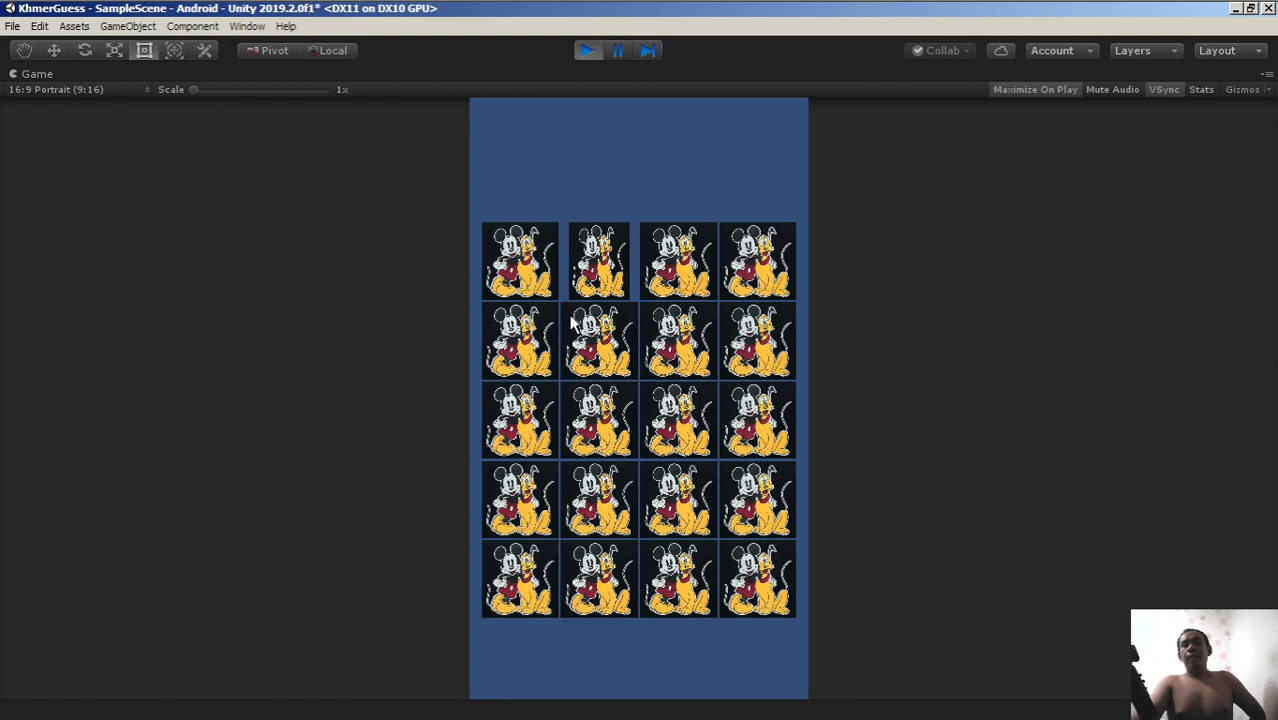 KhmerGuess - SampleScene - Android - Unity 2019.2.0f1* <DX11 on DX10 GPU>
File Edit Assets GameObject Component Window Help
Pivot Local Collab Account Layers Layout
Game
16:9 Portrait (9:16) Scale 1x Maximize On Play Mute Audio VSync Stats Gizmos